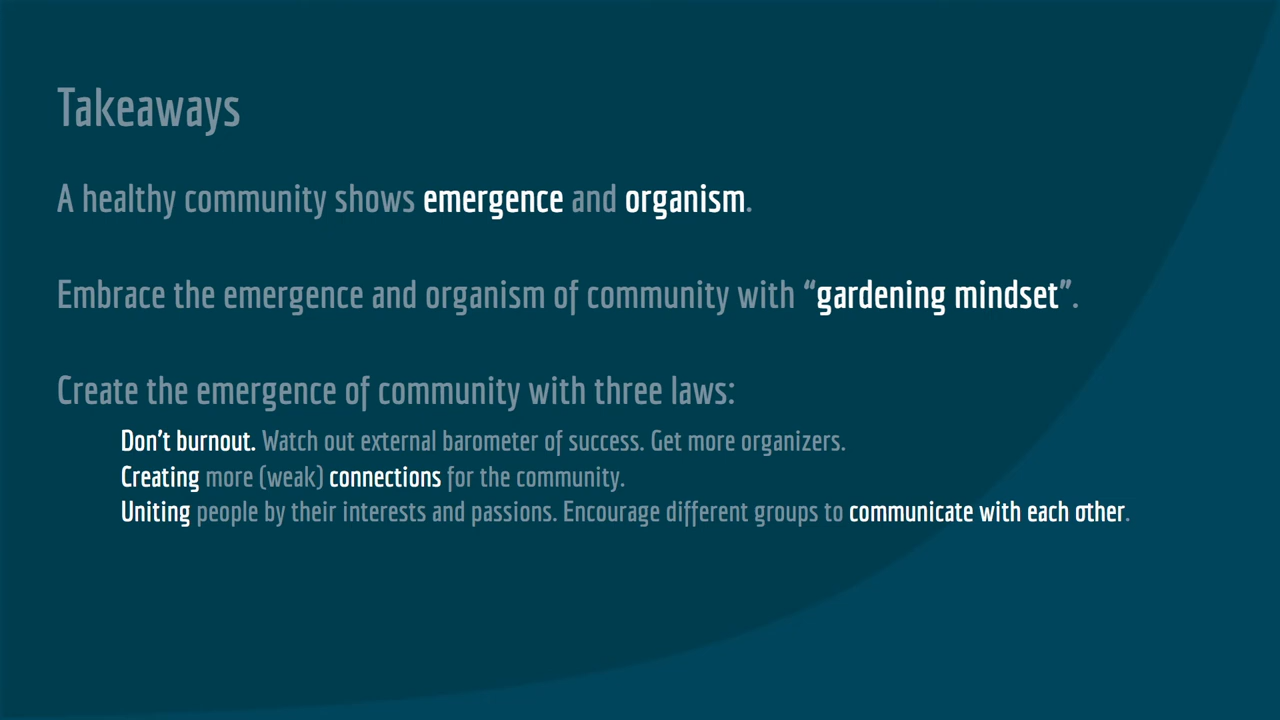 Takeaways
A healthy community shows emergence and organism.
Embrace the emergence and organism of community with “gardening mindset”.
Create the emergence of community with three laws:
Don’t burnout. Watch out external barometer of success. Get more organizers.
Creating more (weak) connections for the community.
Uniting people by their interests and passions. Encourage different groups to communicate with each other.